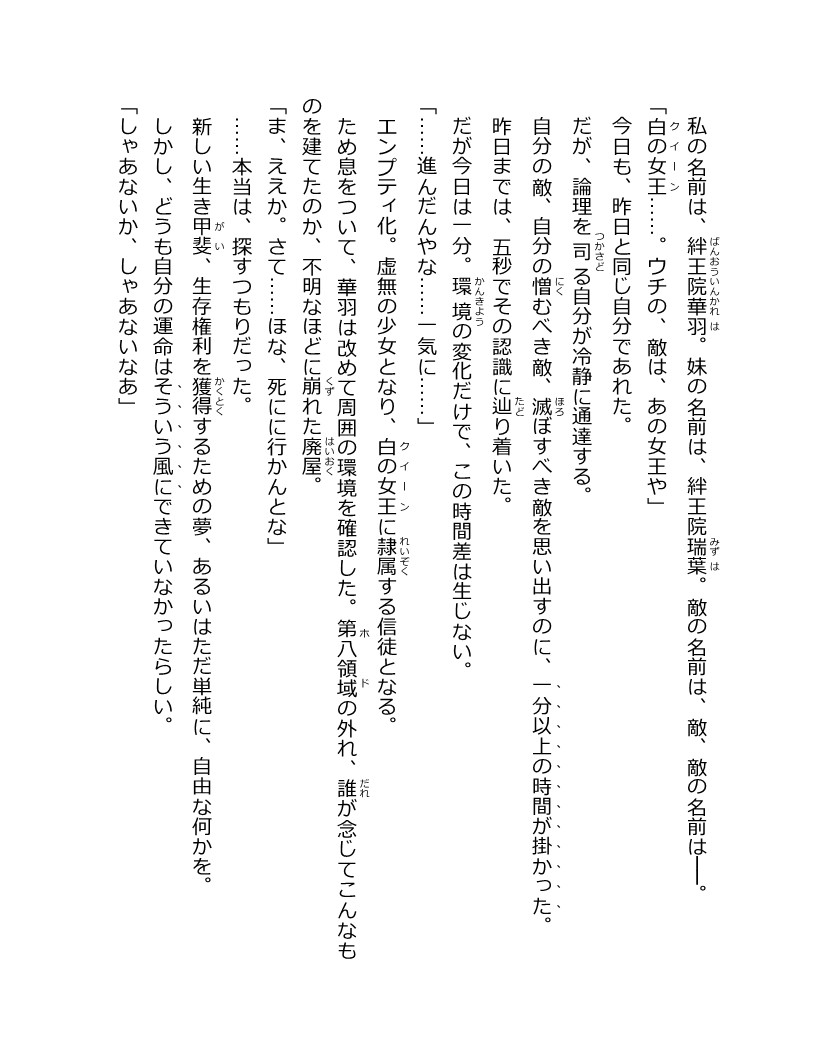 私の名前は、絆王院華羽。妹の名前は、絆王院瑞葉。敵の名前は、敵、敵の名前は――。
「白の女王……。ウチの、敵は、あの女王や」
今日も、昨日と同じ自分であれた。
だが、論理を司る自分が冷静に通達する。
自分の敵、自分の憎むべき敵、滅ぼすべき敵を思い出すのに、一分以上の時間が掛かった。
昨日までは、五秒でその認識に辿り着いた。
だが今日は一分。環境の変化だけで、この時間差は生じない。
「……進んだんやな……一気に……」
エンプティ化。虚無の少女となり、白の女王に隷属する信徒となる。
ため息をついて、華羽は改めて周囲の環境を確認した。第八領域の外れ、誰が念じてこんなも
のを建てたのか、不明なほどに崩れた廃屋。
「ま、ええか。さて……ほな、死にに行かんとな」
……本当は、探すつもりだった。
新しい生き甲斐、生存権利を獲得するための夢、あるいはただ単純に、自由な何かを。
しかし、どうも自分の運命はそういう風にできていなかったらしい。
「しゃあないか、しゃあないなあ」